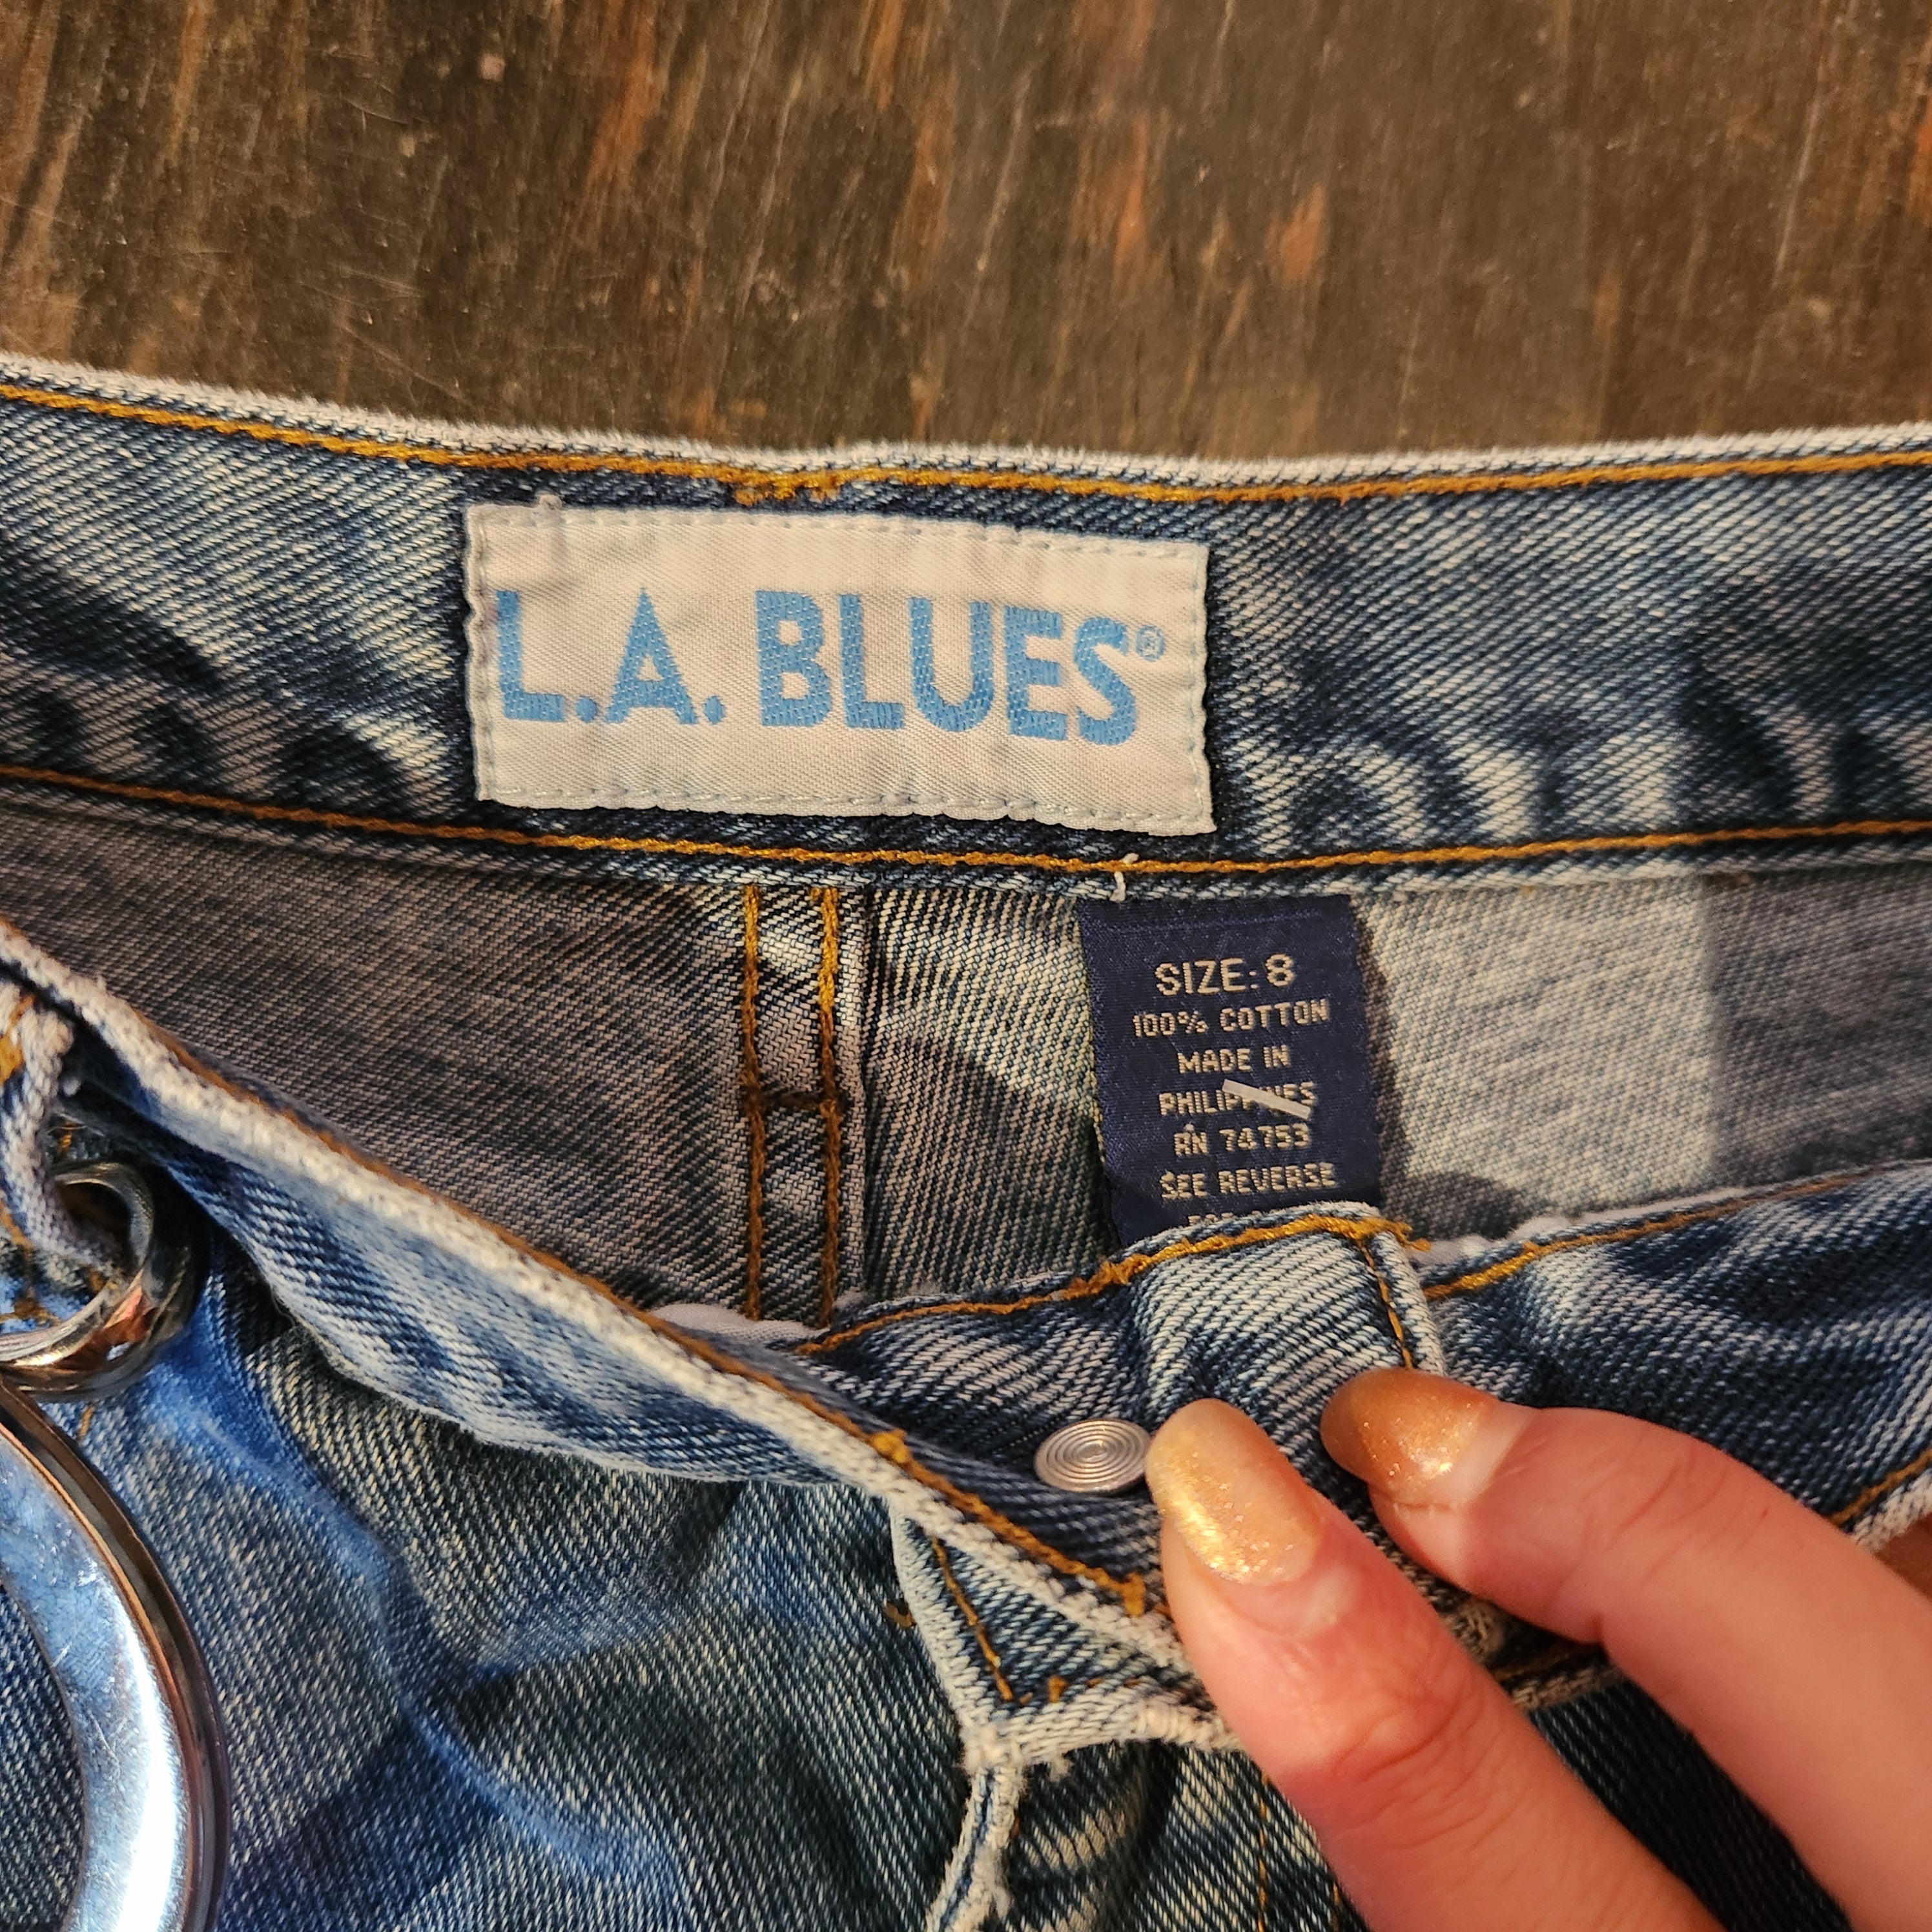 L.A. BLUES®
SIZE: 8
100% COTTON
MADE IN
PHILIPPINES
RN 74753
SEE REVERSE